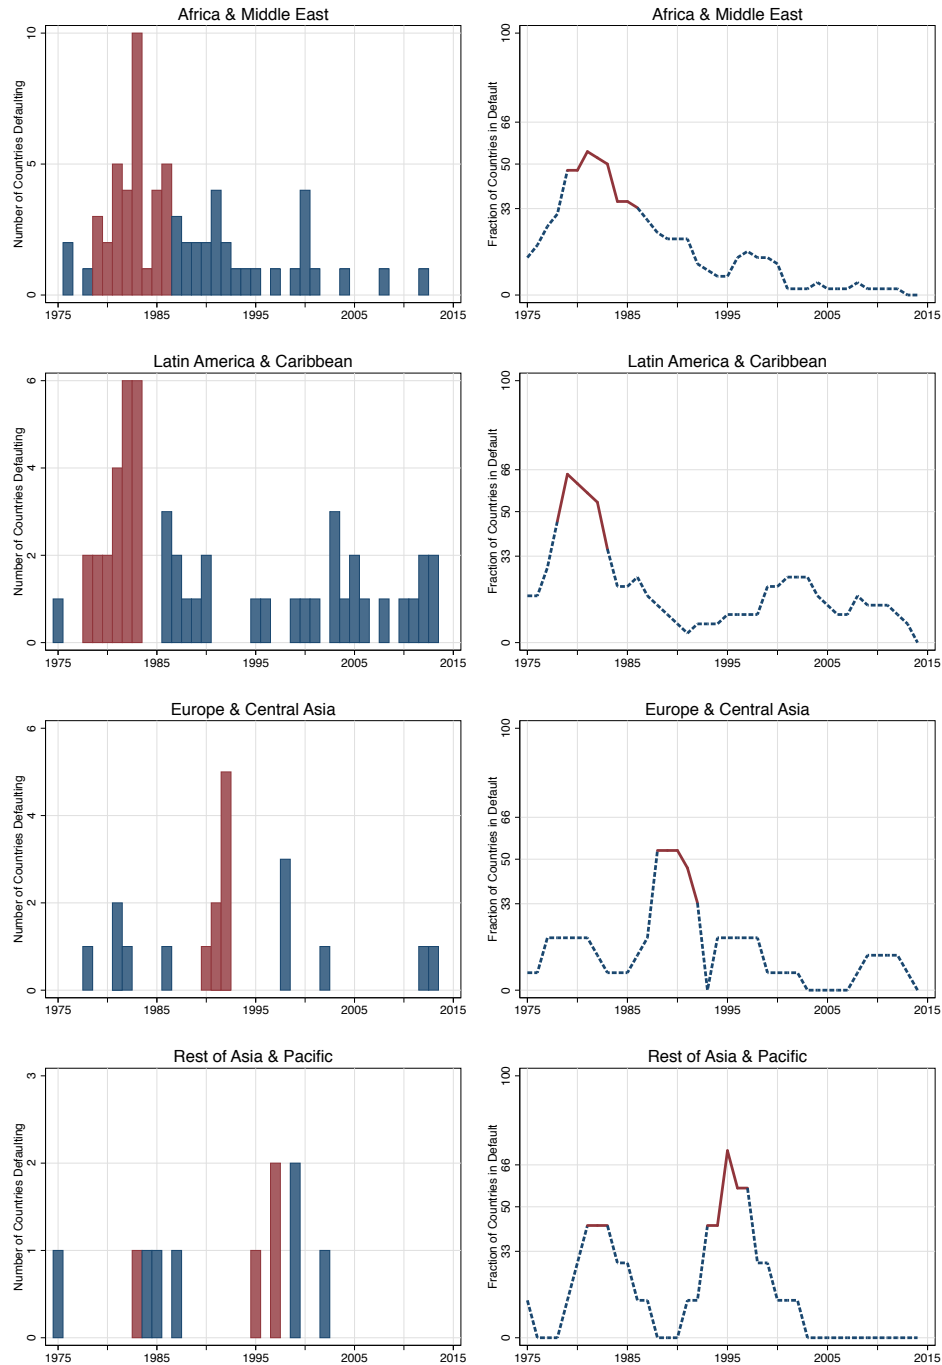 Africa & Middle East
Number of Countries Defaulting
10
5
0
1975 1985 1995 2005 2015
Africa & Middle East
Fraction of Countries in Default
100
66
50
33
0
1975 1985 1995 2005 2015
Latin America & Caribbean
Number of Countries Defaulting
6
4
2
0
1975 1985 1995 2005 2015
Latin America & Caribbean
Fraction of Countries in Default
100
66
50
33
0
1975 1985 1995 2005 2015
Europe & Central Asia
Number of Countries Defaulting
6
4
2
0
1975 1985 1995 2005 2015
Europe & Central Asia
Fraction of Countries in Default
100
66
50
33
0
1975 1985 1995 2005 2015
Rest of Asia & Pacific
Number of Countries Defaulting
3
2
1
0
1975 1985 1995 2005 2015
Rest of Asia & Pacific
Fraction of Countries in Default
100
66
50
33
0
1975 1985 1995 2005 2015